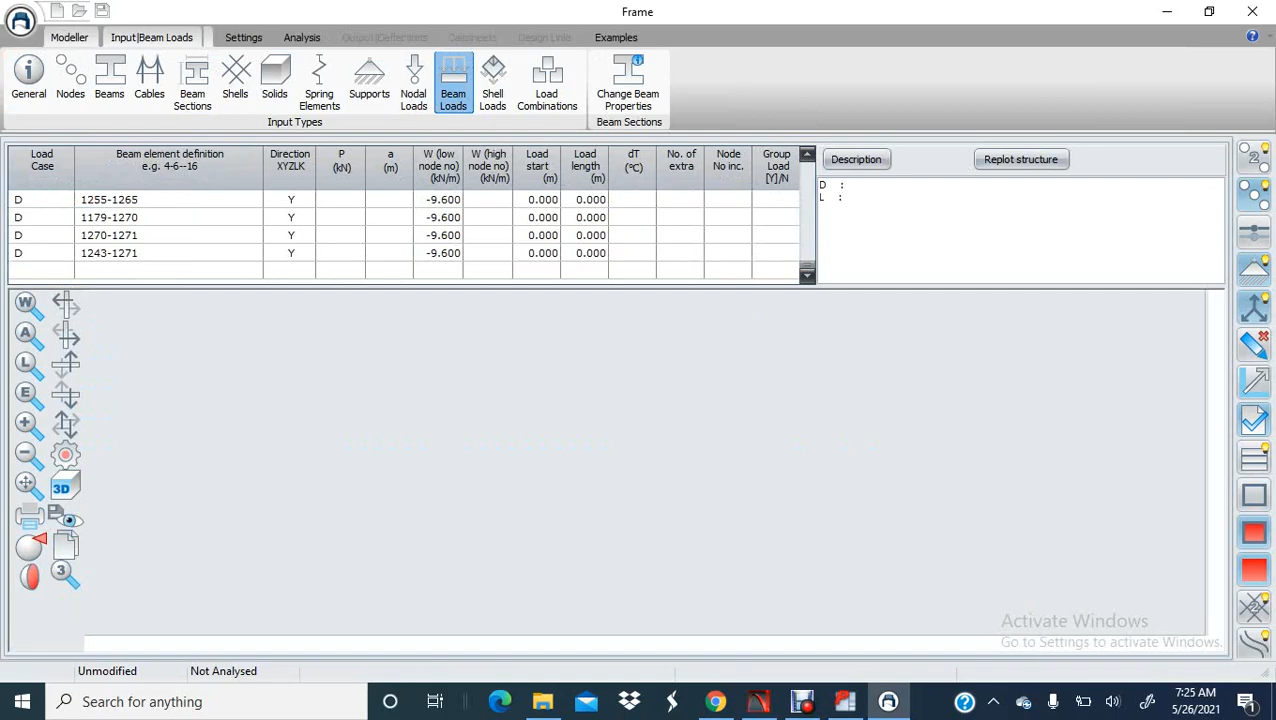 Frame
Modeller Input|Beam Loads Settings Analysis Output|Deflections Datasheets Design Links Examples
General Nodes Beams Cables Beam Sections Shells Solids Spring Elements Supports Nodal Loads Beam Loads Shell Loads Load Combinations Change Beam Properties
Input Types Beam Sections
Load Case Beam element definition e.g. 4-6--16 Direction XYZLK P (kN) a (m) W (low node no) (kN/m) W (high node no) (kN/m) Load start (m) Load length (m) dT (°C) No. of extra Node No inc. Group Load [Y]/N
D 1255-1265 Y -9.600 0.000 0.000
D 1179-1270 Y -9.600 0.000 0.000
D 1270-1271 Y -9.600 0.000 0.000
D 1243-1271 Y -9.600 0.000 0.000
Description Replot structure
D :
L :
W
A
L
E
3D
3
2
2
Activate Windows
Go to Settings to activate Windows.
Unmodified Not Analysed
Search for anything
7:25 AM
5/26/2021
1